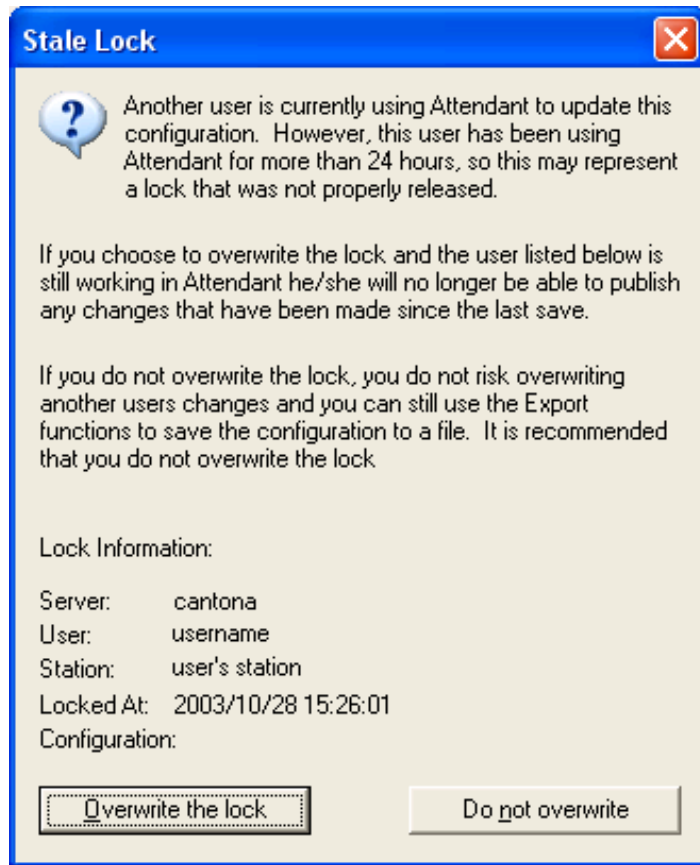 Stale Lock
Another user is currently using Attendant to update this
configuration. However, this user has been using
Attendant for more than 24 hours, so this may represent
a lock that was not properly released.
If you choose to overwrite the lock and the user listed below is
still working in Attendant he/she will no longer be able to publish
any changes that have been made since the last save.
If you do not overwrite the lock, you do not risk overwriting
another users changes and you can still use the Export
functions to save the configuration to a file. It is recommended
that you do not overwrite the lock
Lock Information:
Server: cantona
User: username
Station: user's station
Locked At: 2003/10/28 15:26:01
Configuration:
Overwrite the lock
Do not overwrite